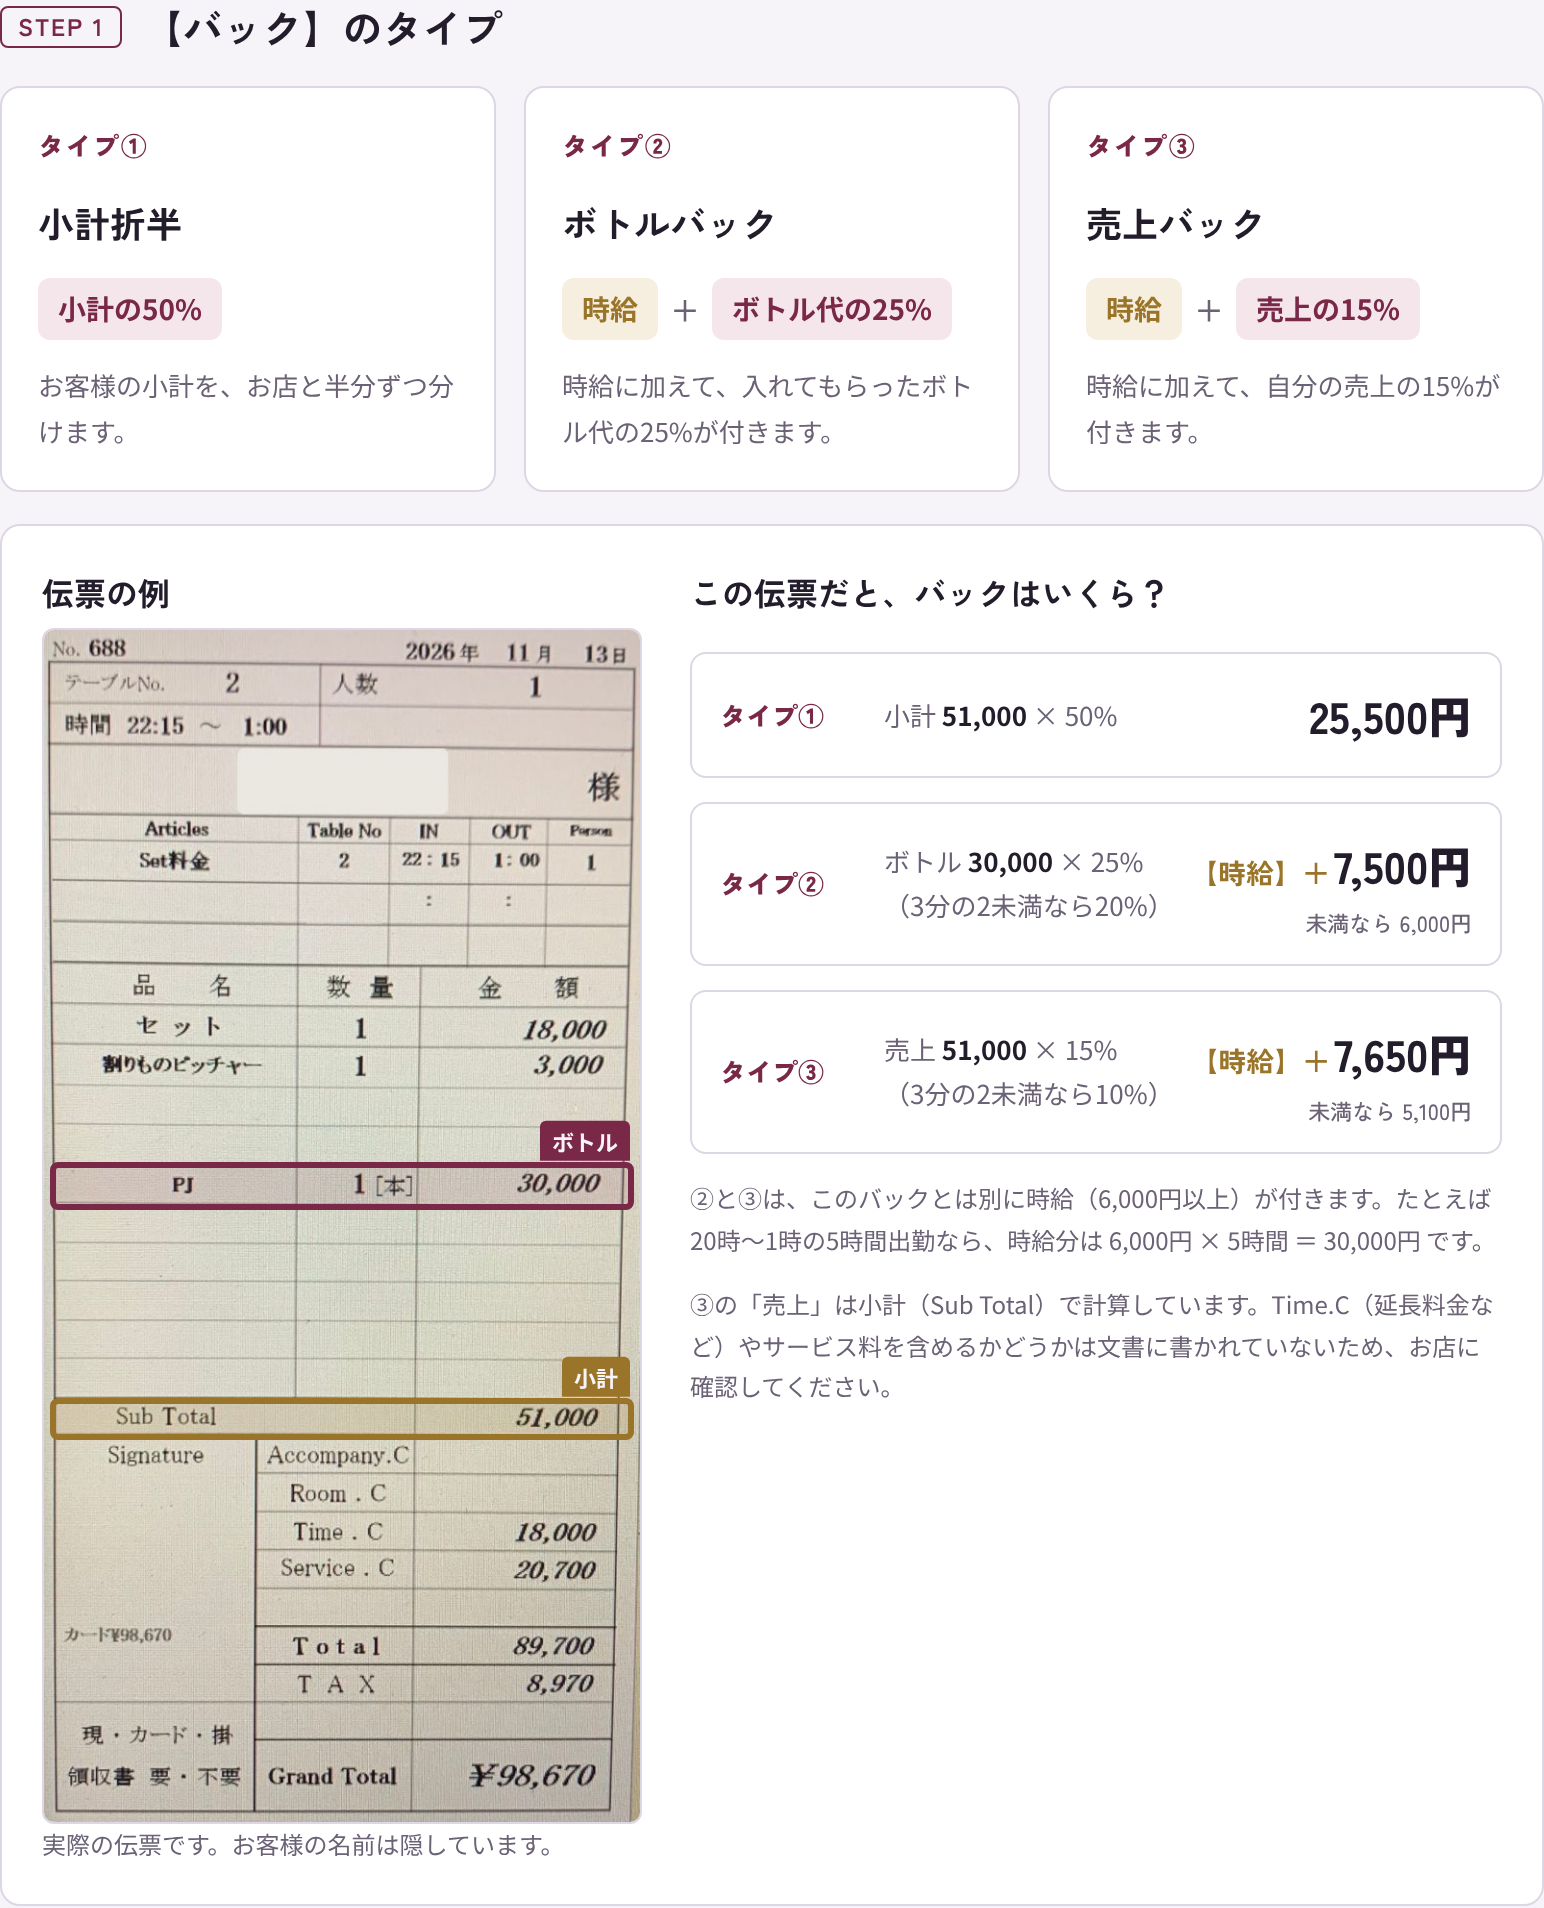 STEP 1 【バック】のタイプ
タイプ①
小計折半
小計の50%
お客様の小計を、お店と半分ずつ分
けます。
タイプ②
ボトルバック
時給 + ボトル代の25%
時給に加えて、入れてもらったボト
ル代の25%が付きます。
タイプ③
売上バック
時給 + 売上の15%
時給に加えて、自分の売上の15%が
付きます。
伝票の例
No. 688 2026年 11月 13日
テーブルNo. 2 人数 1
時間 22:15 ～ 1:00
様
Articles Table No IN OUT Person
Set料金 2 22:15 1:00 1
: :
品名 数量 金額
セット 1 18,000
割りものピッチャー 1 3,000
ボトル
PJ 1 [本] 30,000
小計
Sub Total 51,000
Signature Accompany.C
Room . C
Time . C 18,000
Service . C 20,700
カード¥98,670
Total 89,700
TAX 8,970
現・カード・掛
領収書 要・不要 Grand Total ¥98,670
実際の伝票です。お客様の名前は隠しています。
この伝票だと、バックはいくら？
タイプ① 小計 51,000 × 50% 25,500円
タイプ② ボトル 30,000 × 25% 【時給】+7,500円
（3分の2未満なら20%） 未満なら 6,000円
タイプ③ 売上 51,000 × 15% 【時給】+7,650円
（3分の2未満なら10%） 未満なら 5,100円
②と③は、このバックとは別に時給（6,000円以上）が付きます。たとえば
20時〜1時の5時間出勤なら、時給分は 6,000円 × 5時間 ＝ 30,000円 です。
③の「売上」は小計（Sub Total）で計算しています。Time.C（延長料金な
ど）やサービス料を含めるかどうかは文書に書かれていないため、お店に
確認してください。